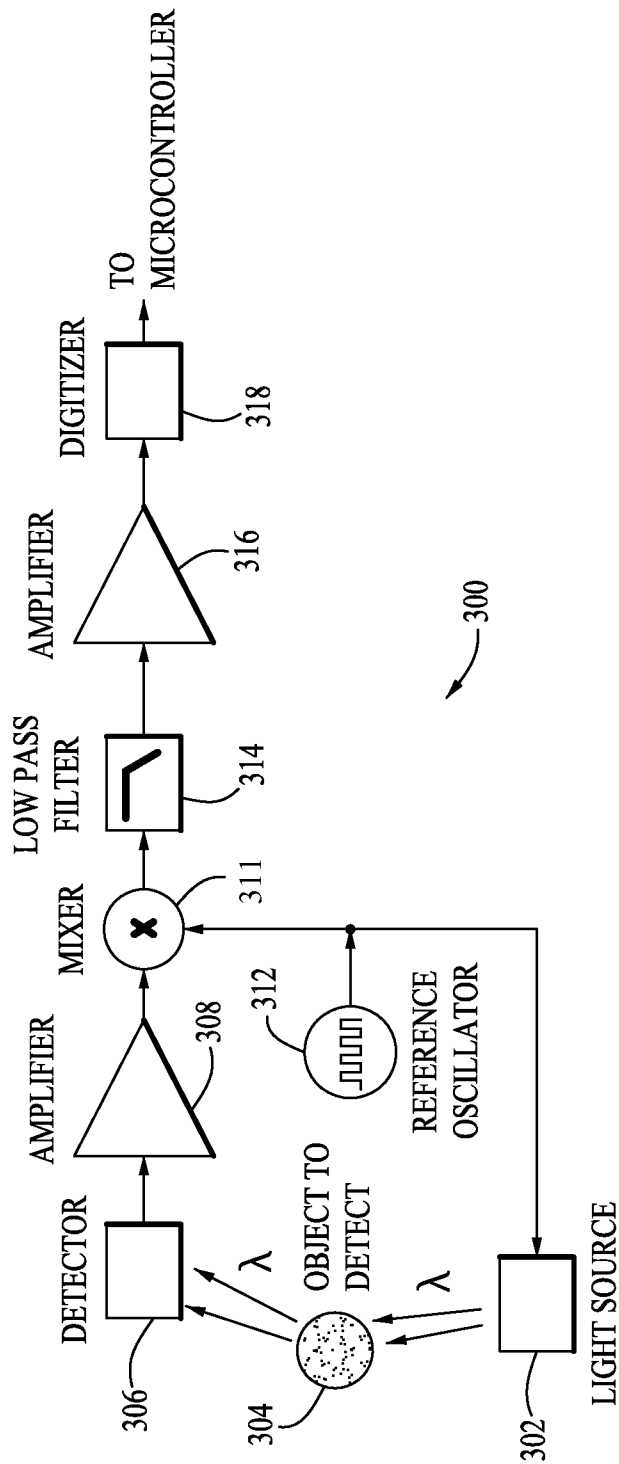 DETECTOR
306
AMPLIFIER
308
MIXER
311
LOW PASS
FILTER
314
AMPLIFIER
316
DIGITIZER
318
TO
MICROCONTROLLER
λ
OBJECT TO
DETECT
304
λ
312
REFERENCE
OSCILLATOR
300
302
LIGHT SOURCE